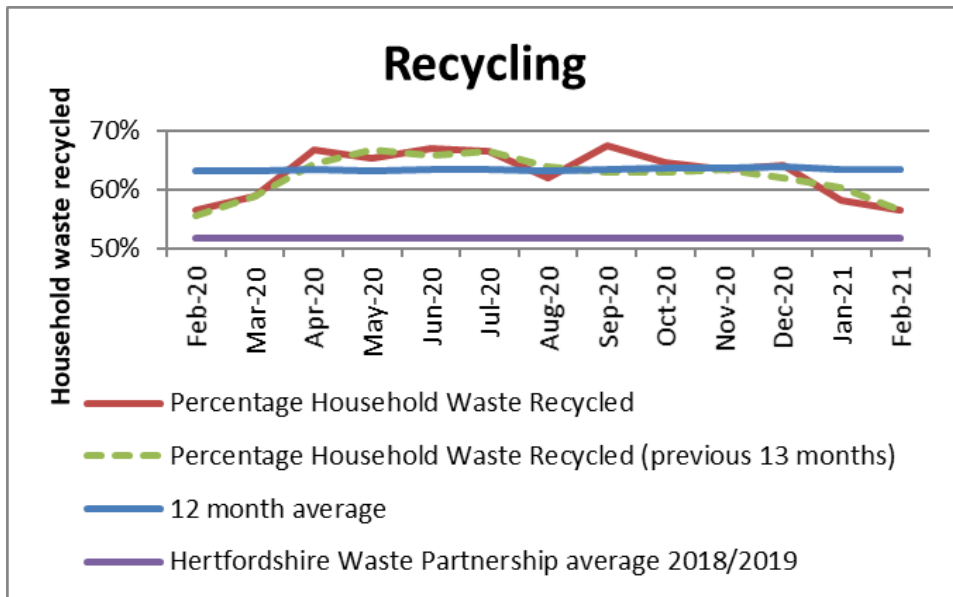 Recycling
Household waste recycled
70%
60%
50%
Feb-20
Mar-20
Apr-20
May-20
Jun-20
Jul-20
Aug-20
Sep-20
Oct-20
Nov-20
Dec-20
Jan-21
Feb-21
Percentage Household Waste Recycled
Percentage Household Waste Recycled (previous 13 months)
12 month average
Hertfordshire Waste Partnership average 2018/2019